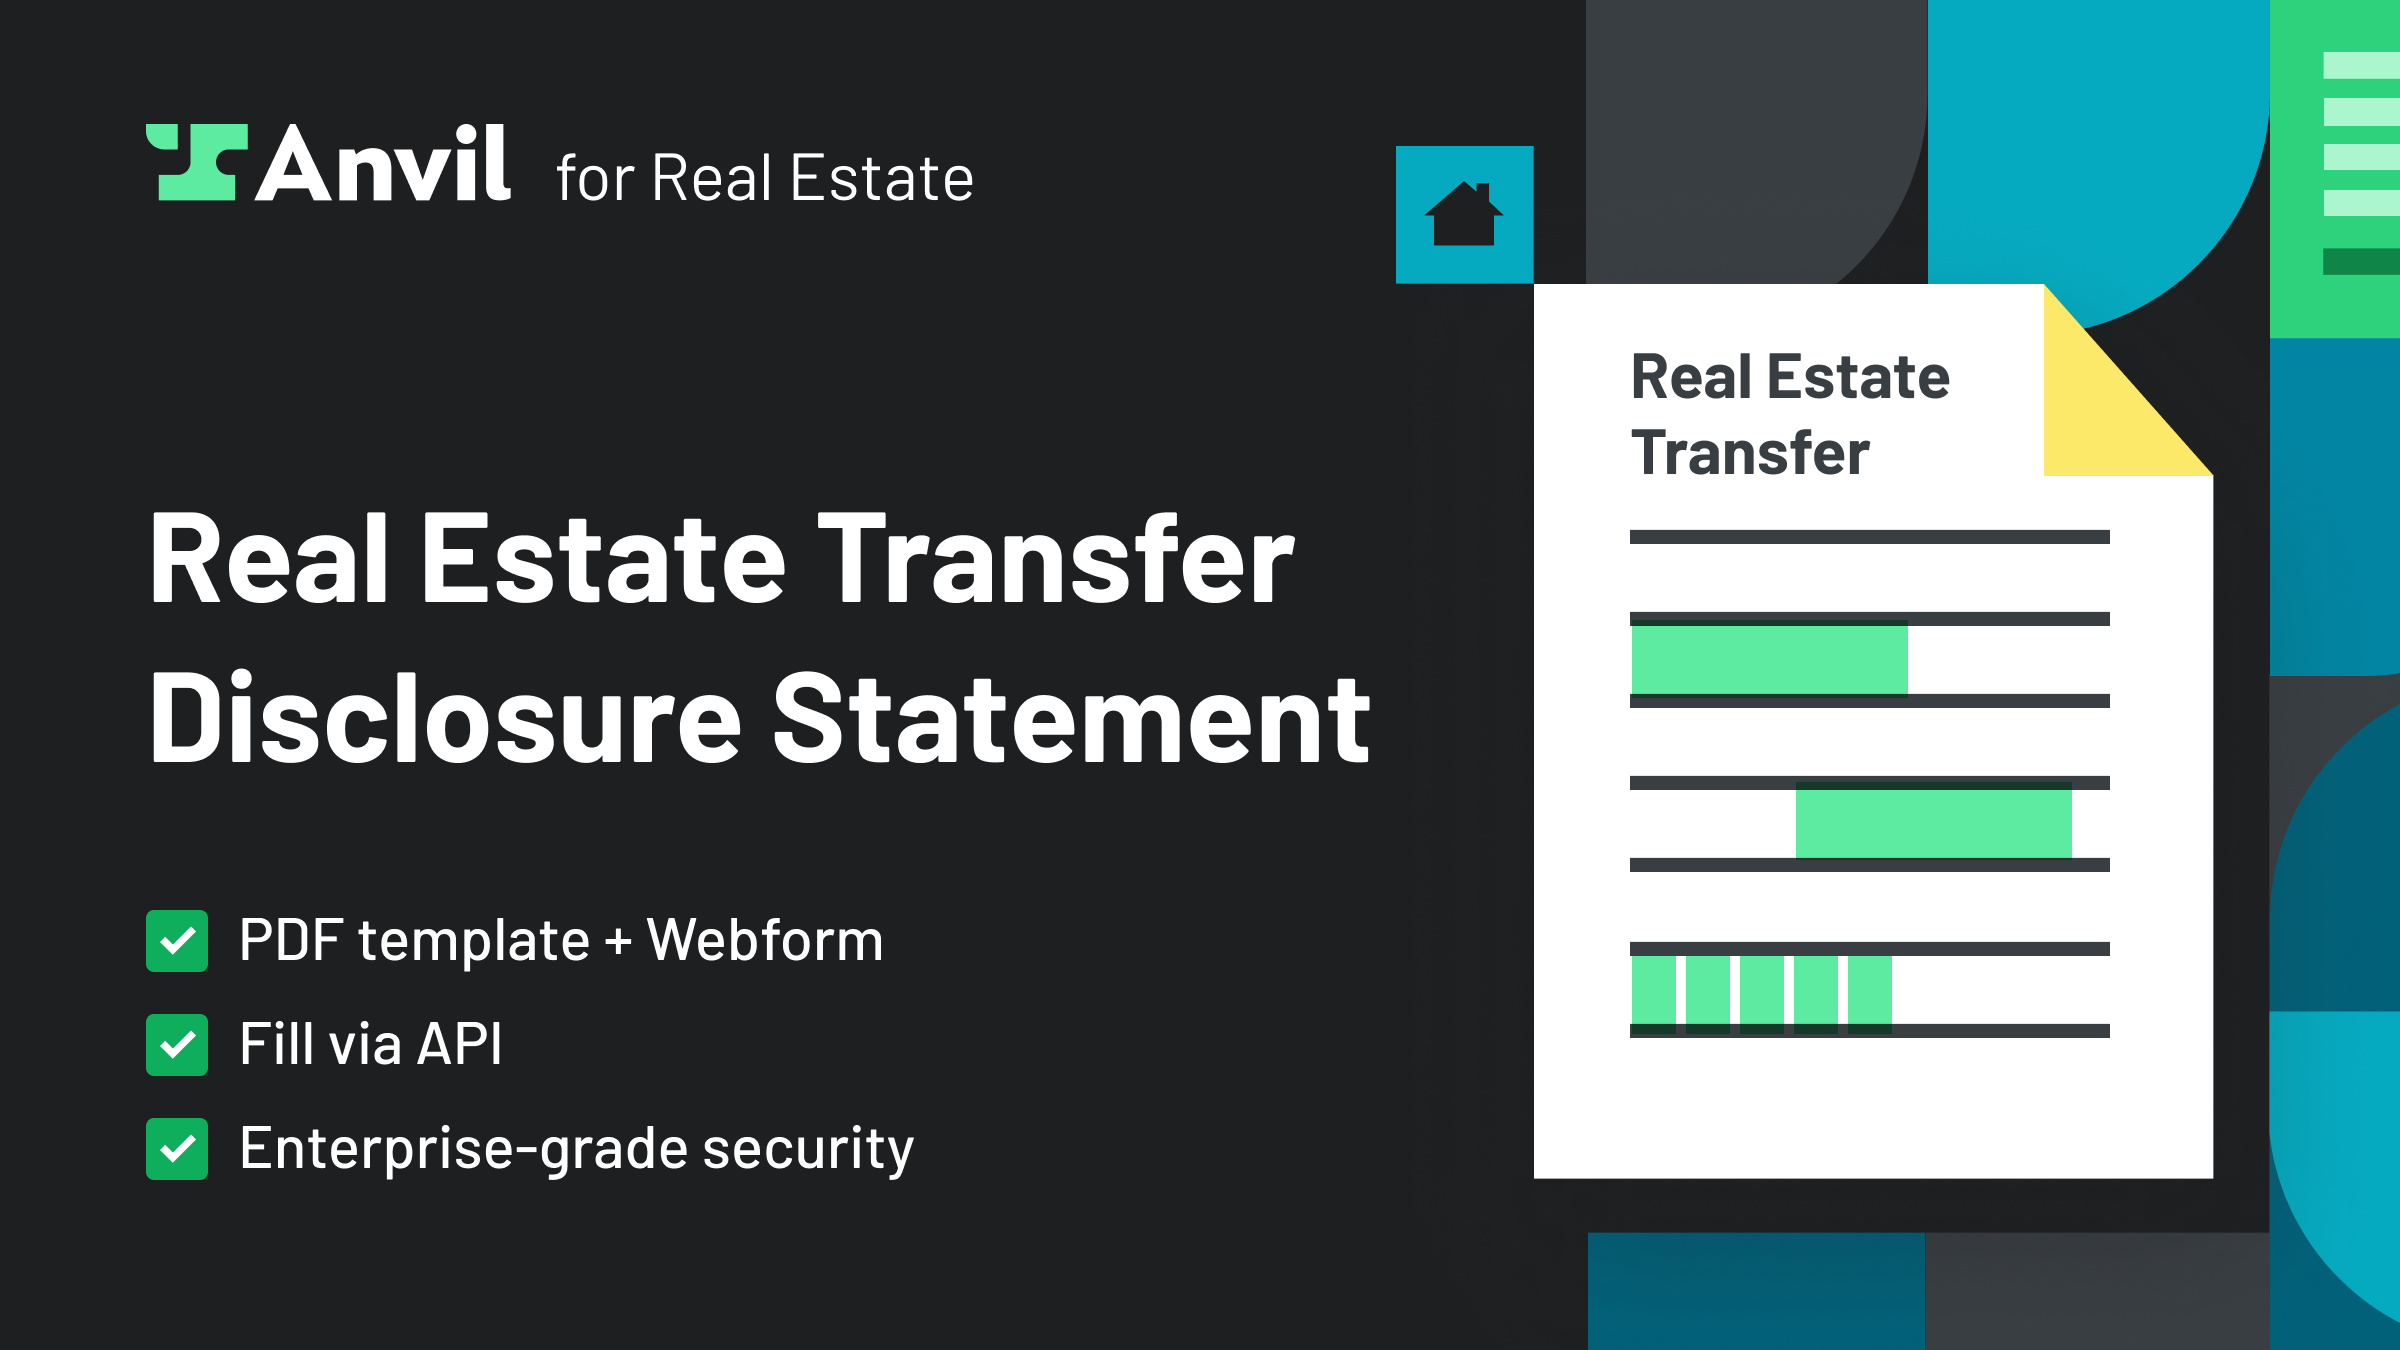 Anvil for Real Estate
Real Estate Transfer
Disclosure Statement
PDF template + Webform
Fill via API
Enterprise-grade security
Real Estate
Transfer